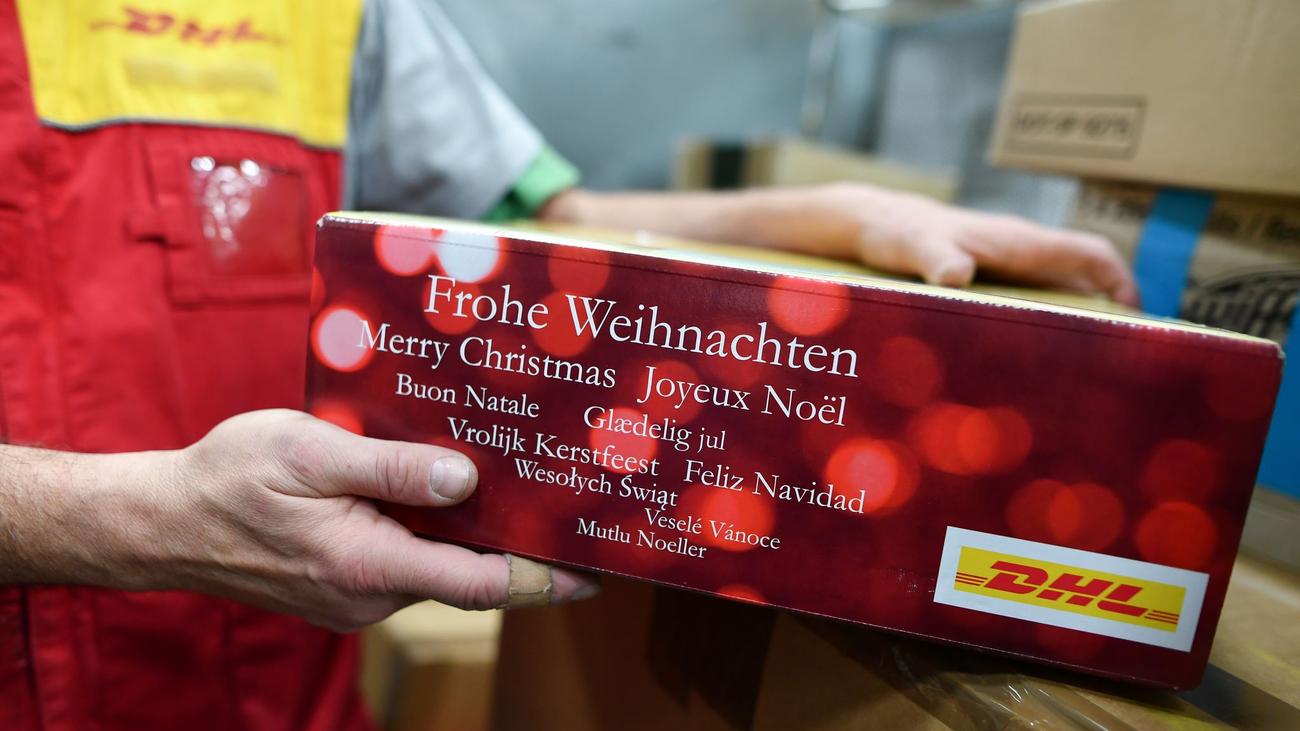 DHL
Frohe Weihnachten
Merry Christmas Joyeux Noël
Buon Natale Glædelig jul
Vrolijk Kerstfeest Feliz Navidad
Wesołych Świąt
Veselé Vánoce
Mutlu Noeller
DHL